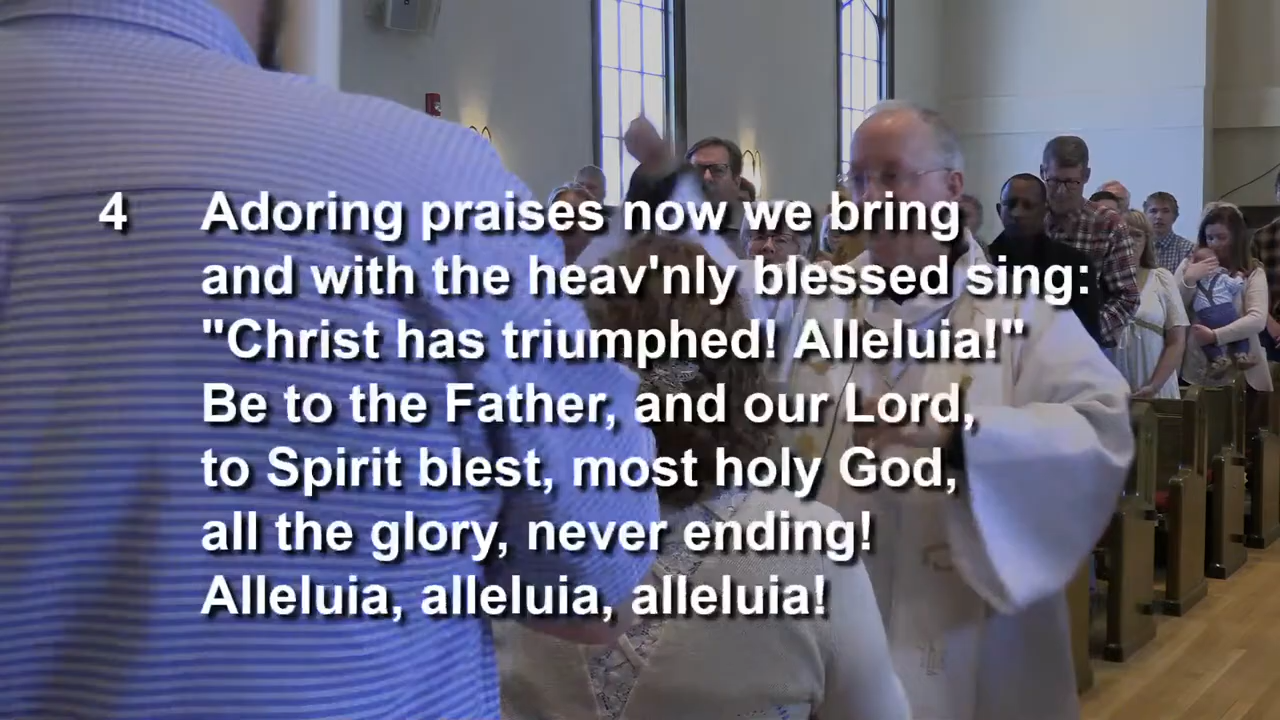 4 Adoring praises now we bring
and with the heav'nly blessed sing:
"Christ has triumphed! Alleluia!"
Be to the Father, and our Lord,
to Spirit blest, most holy God,
all the glory, never ending!
Alleluia, alleluia, alleluia!